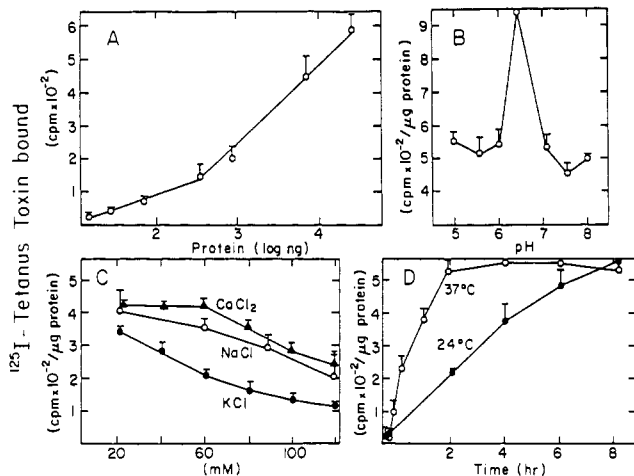 125I-Tetanus Toxin bound
A
(cpm x 10-2)
6
5
4
3
2
1
2
3
4
Protein (log ng)
B
(cpm x 10-2/µg protein)
9
8
7
6
5
4
5
6
7
8
pH
C
(cpm x 10-2/µg protein)
5
4
3
2
1
CaCl2
NaCl
KCl
20
60
100
(mM)
D
(cpm x 10-2/µg protein)
5
4
3
2
1
37°C
24°C
2
4
6
8
Time (hr)